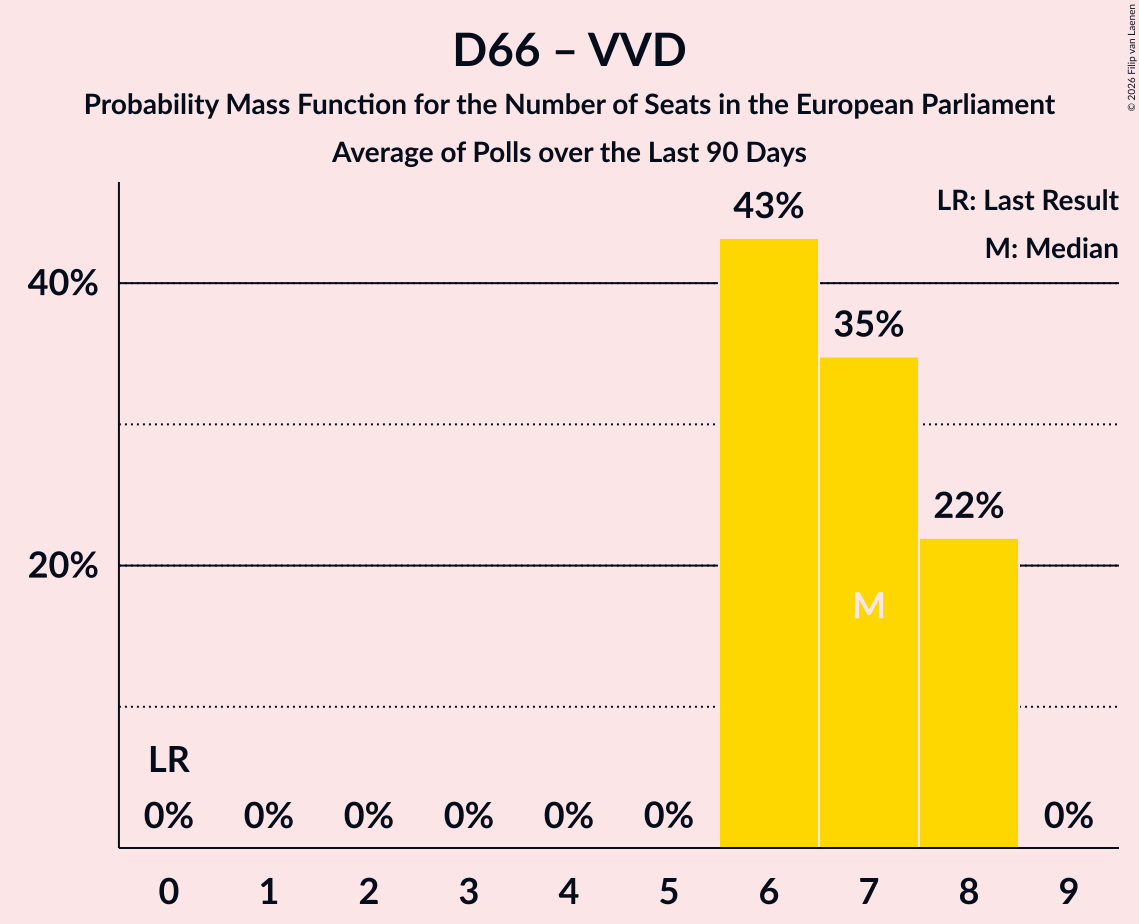 D66 – VVD
Probability Mass Function for the Number of Seats in the European Parliament
Average of Polls over the Last 90 Days
© 2026 Filip van Laenen
LR: Last Result
M: Median
43%
40%
35%
22%
20%
M
LR
0% 0% 0% 0% 0% 0% 0%
0 1 2 3 4 5 6 7 8 9